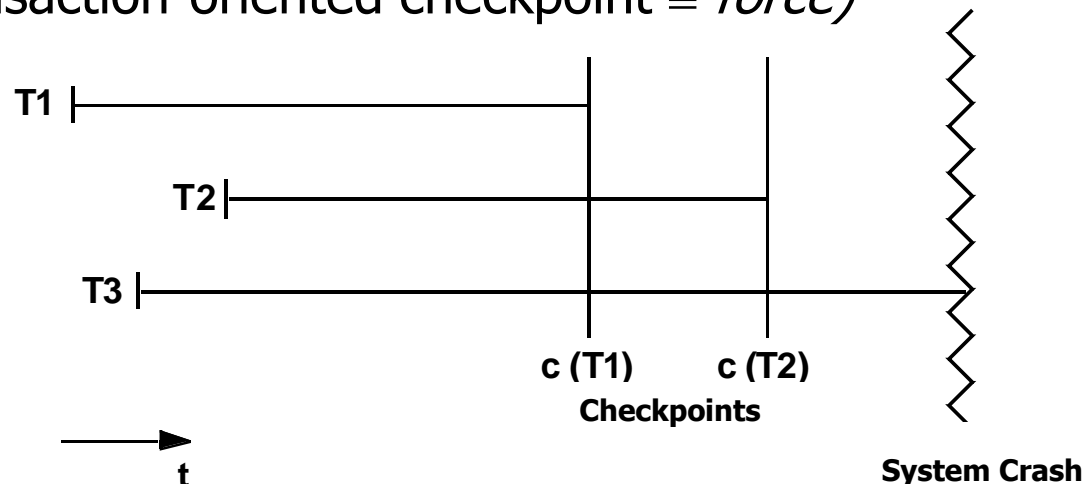 saction oriented checkpoint ≡ force)
T1
T2
T3
c (T1) c (T2)
Checkpoints
t
System Crash